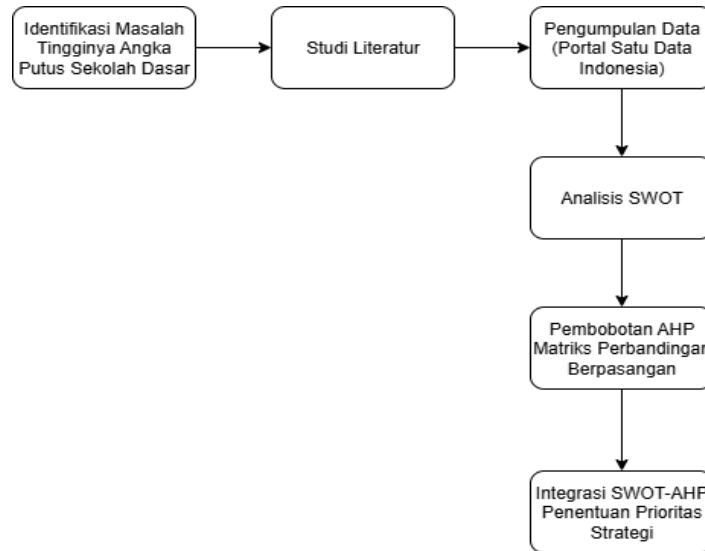 Identifikasi Masalah
Tingginya Angka
Putus Sekolah Dasar
Studi Literatur
Pengumpulan Data
(Portal Satu Data
Indonesia)
Analisis SWOT
Pembobotan AHP
Matriks Perbandingan
Berpasangan
Integrasi SWOT-AHP
Penentuan Prioritas
Strategi